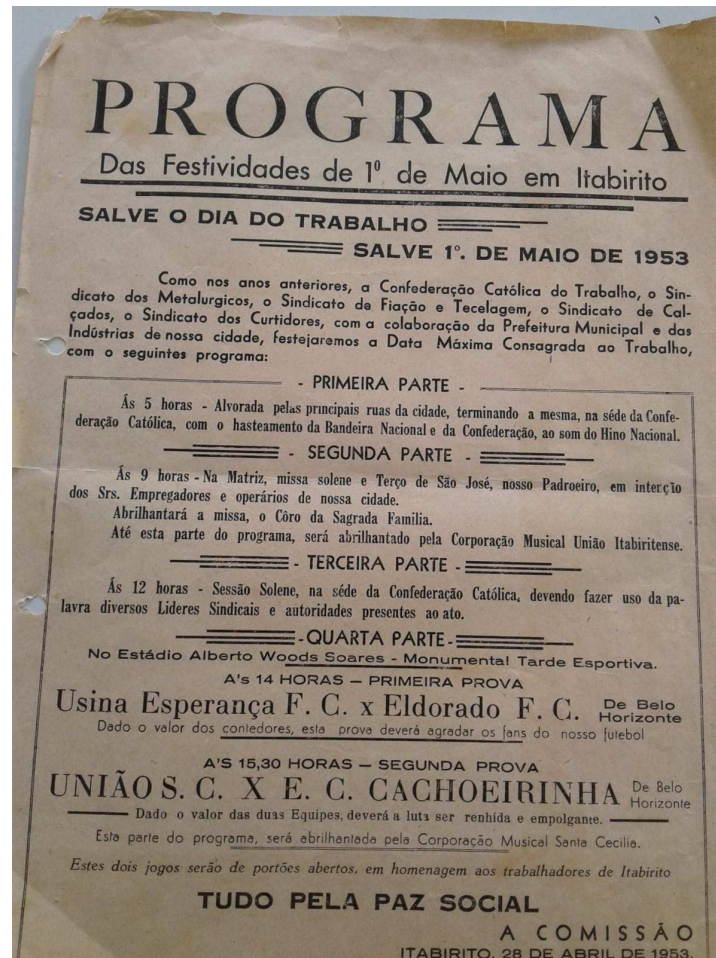 PROGRAMA
Das Festividades de 1º de Maio em Itabirito
SALVE O DIA DO TRABALHO
SALVE 1º. DE MAIO DE 1953
Como nos anos anteriores, a Confederação Católica do Trabalho, o Sin-
dicato dos Metalurgicos, o Sindicato de Fiação e Tecelagem, o Sindicato de Cal-
çados, o Sindicato dos Curtidores, com a colaboração da Prefeitura Municipal e das
Indústrias de nossa cidade, festejaremos a Data Máxima Consagrada ao Trabalho,
com o seguintes programa:
- PRIMEIRA PARTE -
Ás 5 horas - Alvorada pelas principais ruas da cidade, terminando a mesma, na séde da Confe-
deração Católica, com o hasteamento da Bandeira Nacional e da Confederação, ao som do Hino Nacional.
- SEGUNDA PARTE -
Ás 9 horas - Na Matriz, missa solene e Terço de São José, nosso Padroeiro, em interção
dos Srs. Empregadores e operários de nossa cidade.
Abrilhantará a missa, o Côro da Sagrada Familia.
Até esta parte do programa, será abrilhantado pela Corporação Musical União Itabiritense.
- TERCEIRA PARTE -
Ás 12 horas - Sessão Solene, na séde da Confederação Católica, devendo fazer uso da pa-
lavra diversos Lideres Sindicais e autoridades presentes ao ato.
-QUARTA PARTE-
No Estádio Alberto Woods Soares - Monumental Tarde Esportiva.
A's 14 HORAS — PRIMEIRA PROVA
Usina Esperança F. C. x Eldorado F. C. De Belo Horizonte
Dado o valor dos contedores, esta prova deverá agradar os fans do nosso futebol
A'S 15,30 HORAS — SEGUNDA PROVA
UNIÃO S. C. X E. C. CACHOEIRINHA De Belo Horizonte
Dado o valor das duas Equipes, deverá a luta ser renhida e empolgante.
Esta parte do programa, será abrilhantada pela Corporação Musical Santa Cecilia.
Estes dois jogos serão de portões abertos, em homenagem aos trabalhadores de Itabirito
TUDO PELA PAZ SOCIAL
A COMISSÃO
ITABIRITO, 28 DE ABRIL DE 1953.